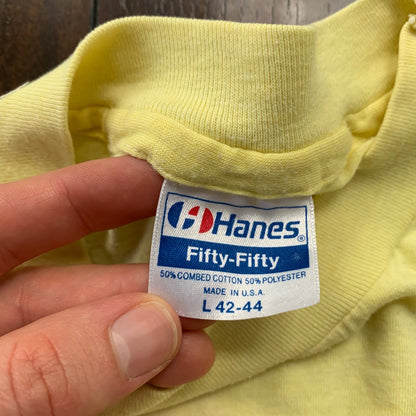 Hanes®
Fifty-Fifty
50% COMBED COTTON 50% POLYESTER
MADE IN U.S.A.
L 42-44